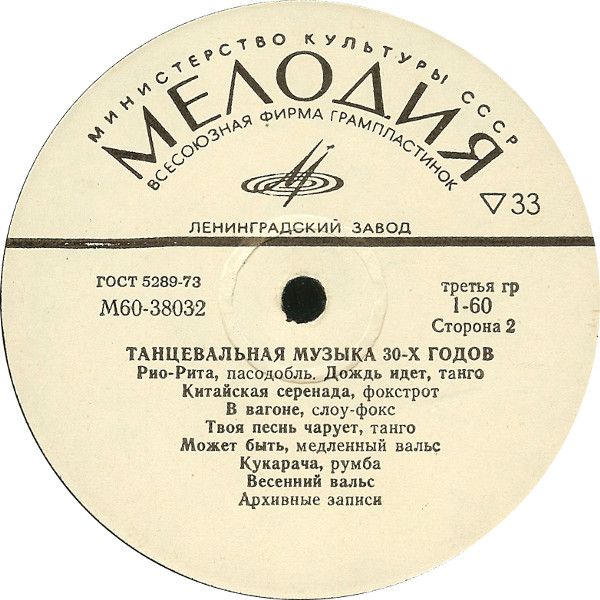 МИНИСТЕРСТВО КУЛЬТУРЫ СССР
МЕЛОДИЯ
ВСЕСОЮЗНАЯ ФИРМА ГРАМПЛАСТИНОК
▽33
ЛЕНИНГРАДСКИЙ ЗАВОД
ГОСТ 5289-73
М60-38032
третья гр
1-60
Сторона 2
ТАНЦЕВАЛЬНАЯ МУЗЫКА 30-Х ГОДОВ
Рио-Рита, пасодобль. Дождь идет, танго
Китайская серенада, фокстрот
В вагоне, слоу-фокс
Твоя песнь чарует, танго
Может быть, медленный вальс
Кукарача, румба
Весенний вальс
Архивные записи